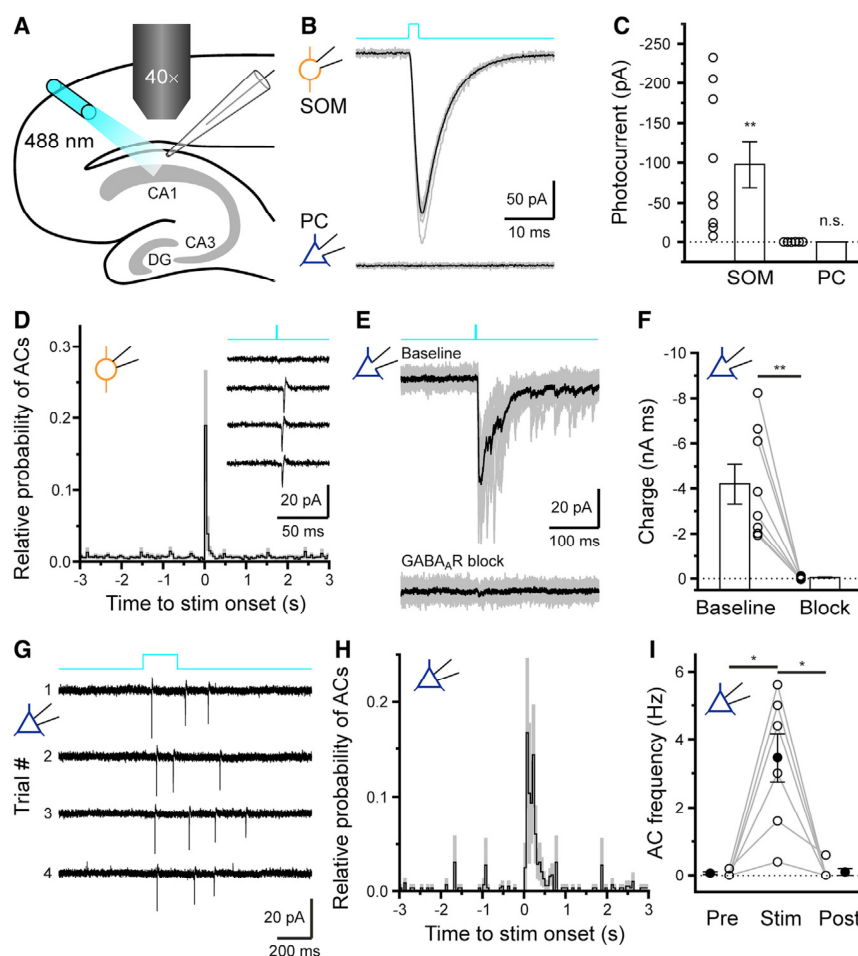 A
40×
488 nm
CA1
CA3
DG
B
SOM
50 pA
10 ms
PC
C
Photocurrent (pA)
-250
-200
-150
-100
-50
0
**
n.s.
SOM PC
D
Relative probability of ACs
0.3
0.2
0.1
0.0
20 pA
50 ms
-3 -2 -1 0 1 2 3
Time to stim onset (s)
E
Baseline
20 pA
100 ms
GABAAR block
F
Charge (nA ms)
-10
-8
-6
-4
-2
0
**
Baseline Block
G
Trial #
1
2
3
4
20 pA
200 ms
H
Relative probability of ACs
0.2
0.1
0.0
-3 -2 -1 0 1 2 3
Time to stim onset (s)
I
AC frequency (Hz)
6
4
2
0
* *
Pre Stim Post